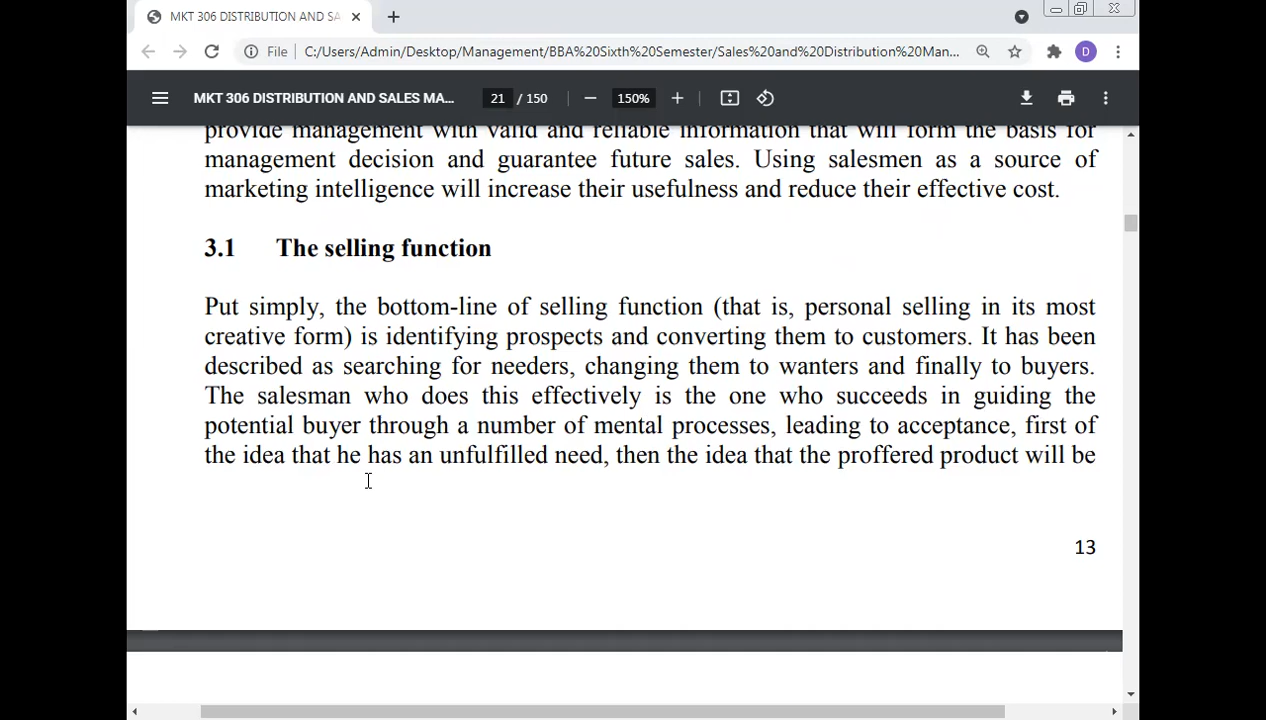 MKT 306 DISTRIBUTION AND SA
File C:/Users/Admin/Desktop/Management/BBA%20Sixth%20Semester/Sales%20and%20Distribution%20Man...
D
MKT 306 DISTRIBUTION AND SALES MA... 21 / 150 150%
provide management with valid and reliable information that will form the basis for
management decision and guarantee future sales. Using salesmen as a source of
marketing intelligence will increase their usefulness and reduce their effective cost.
3.1 The selling function
Put simply, the bottom-line of selling function (that is, personal selling in its most
creative form) is identifying prospects and converting them to customers. It has been
described as searching for needers, changing them to wanters and finally to buyers.
The salesman who does this effectively is the one who succeeds in guiding the
potential buyer through a number of mental processes, leading to acceptance, first of
the idea that he has an unfulfilled need, then the idea that the proffered product will be
13